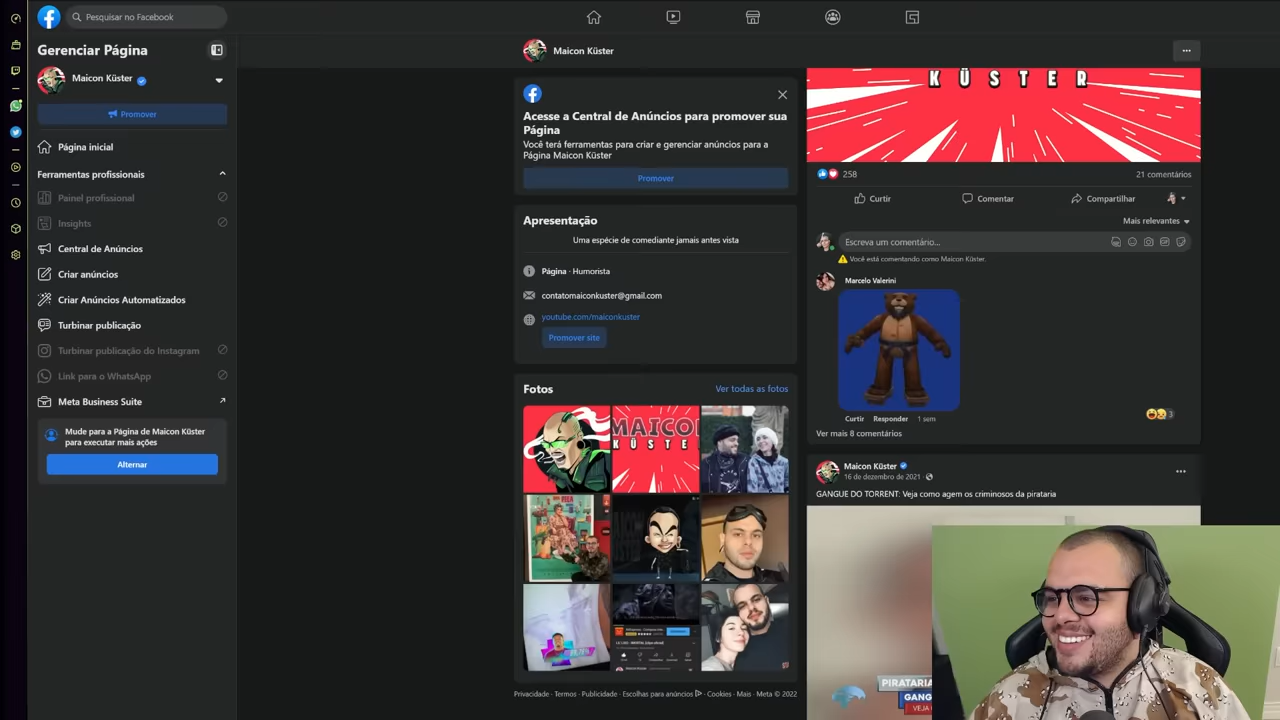 Pesquisar no Facebook
Gerenciar Página
Maicon Küster
Promover
Página inicial
Ferramentas profissionais
Painel profissional
Insights
Central de Anúncios
Criar anúncios
Criar Anúncios Automatizados
Turbinar publicação
Turbinar publicação do Instagram
Link para o WhatsApp
Meta Business Suite
Mude para a Página de Maicon Küster
para executar mais ações
Alternar
Maicon Küster
Acesse a Central de Anúncios para promover sua
Página
Você terá ferramentas para criar e gerenciar anúncios para a
Página Maicon Küster
Promover
Apresentação
Uma espécie de comediante jamais antes vista
Página · Humorista
contatomaiconkuster@gmail.com
youtube.com/maiconkuster
Promover site
Fotos
Ver todas as fotos
MAICON
KÜSTE
Privacidade · Termos · Publicidade · Escolhas para anúncios · Cookies · Mais · Meta © 2022
KÜSTER
258
21 comentários
Curtir
Comentar
Compartilhar
Mais relevantes
Escreva um comentário...
GIF
Você está comentando como Maicon Küster.
Marcelo Valerini
Curtir
Responder
1 sem
3
Ver mais 8 comentários
Maicon Küster
16 de dezembro de 2021 ·
GANGUE DO TORRENT: Veja como agem os criminosos da pirataria
PIRATARIA
GANG
VEJA